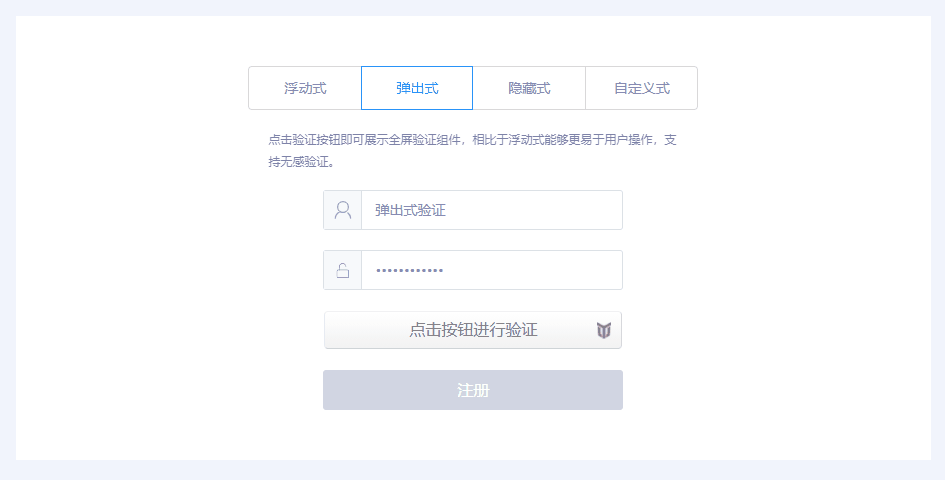 浮动式 弹出式 隐藏式 自定义式
点击验证按钮即可展示全屏验证组件，相比于浮动式能够更易于用户操作，支
持无感验证。
弹出式验证
••••••••••••
点击按钮进行验证
注册